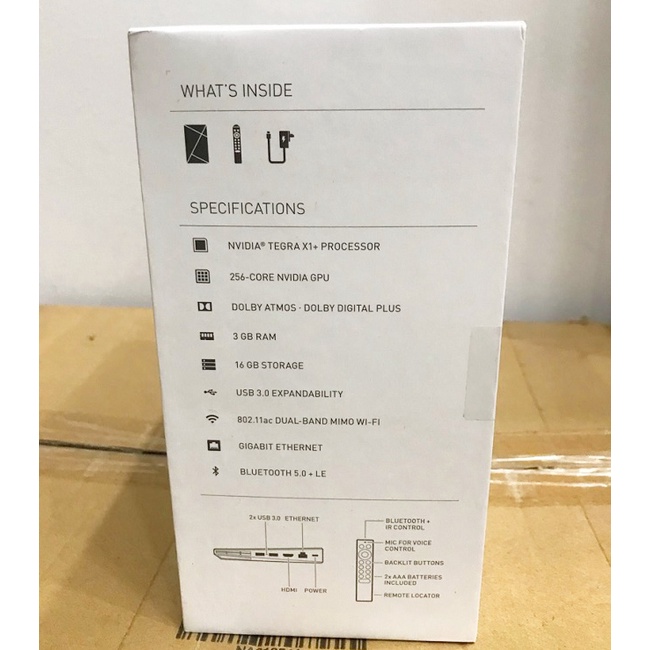 WHAT'S INSIDE
SPECIFICATIONS
NVIDIA® TEGRA X1+ PROCESSOR
256-CORE NVIDIA GPU
DOLBY ATMOS · DOLBY DIGITAL PLUS
3 GB RAM
16 GB STORAGE
USB 3.0 EXPANDABILITY
802.11ac DUAL-BAND MIMO WI-FI
GIGABIT ETHERNET
BLUETOOTH 5.0 + LE
2x USB 3.0 ETHERNET
HDMI POWER
BLUETOOTH +
IR CONTROL
MIC FOR VOICE
CONTROL
BACKLIT BUTTONS
2x AAA BATTERIES
INCLUDED
REMOTE LOCATOR